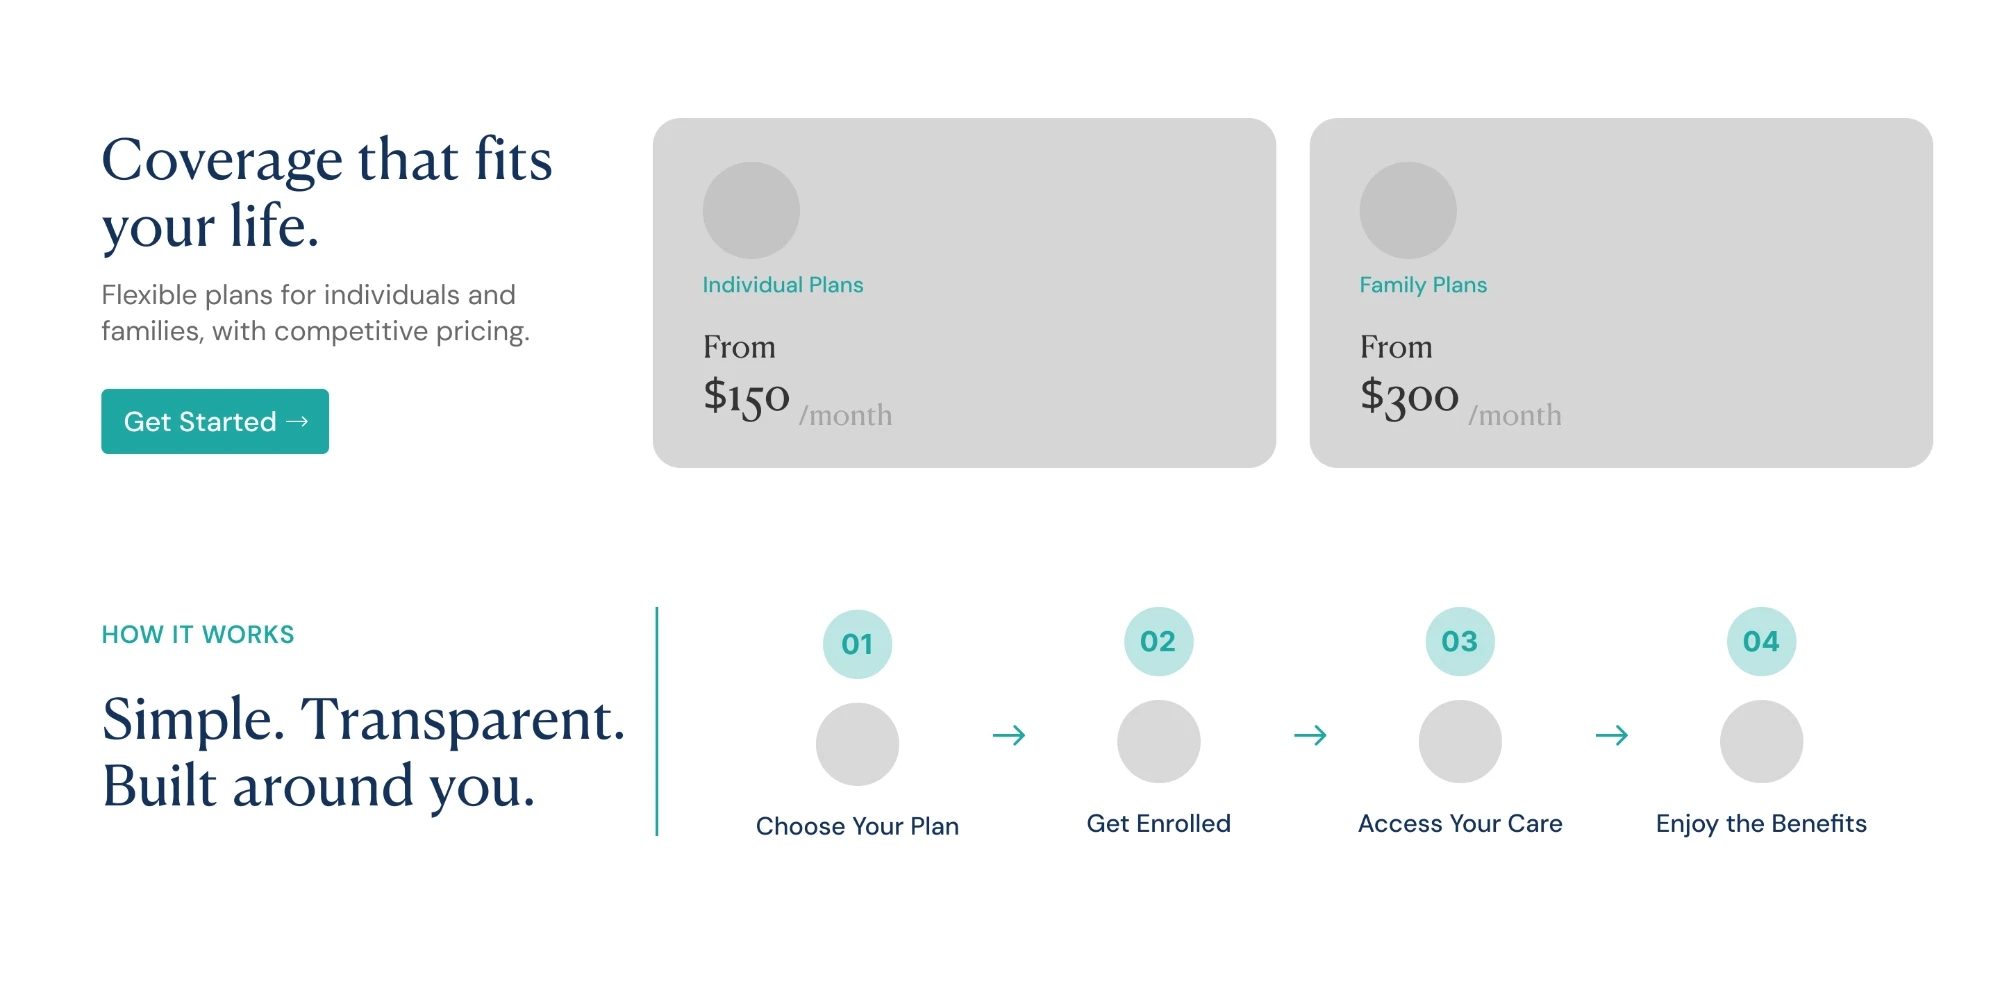 Coverage that fits
your life.
Flexible plans for individuals and
families, with competitive pricing.
Get Started →
Individual Plans
From
$150 /month
Family Plans
From
$300 /month
HOW IT WORKS
Simple. Transparent.
Built around you.
01
Choose Your Plan
02
Get Enrolled
03
Access Your Care
04
Enjoy the Benefits